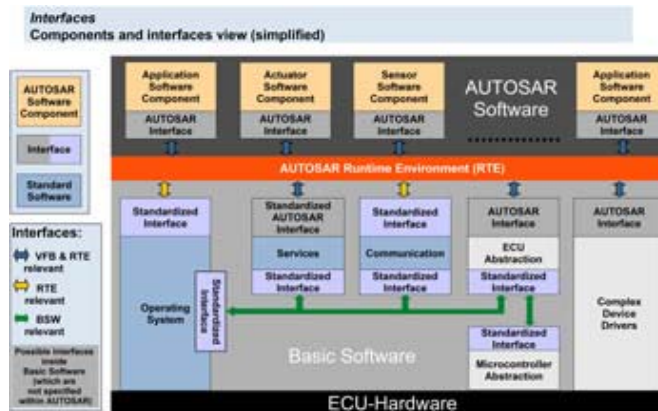 Interfaces
Components and interfaces view (simplified)
AUTOSAR
Software
Component
Interface
Standard
Software
Interfaces:
VFB & RTE
relevant
RTE
relevant
BSW
relevant
Possible interfaces
inside
Basic Software
(which are
not specified
within AUTOSAR)
Application
Software
Component
AUTOSAR
Interface
Actuator
Software
Component
AUTOSAR
Interface
Sensor
Software
Component
AUTOSAR
Interface
AUTOSAR
Software
Application
Software
Component
AUTOSAR
Interface
AUTOSAR Runtime Environment (RTE)
Standardized
Interface
Operating
System
Standardized
Interface
Standardized
AUTOSAR
Interface
Services
Standardized
Interface
Standardized
Interface
Communication
Standardized
Interface
AUTOSAR
Interface
ECU
Abstraction
Standardized
Interface
Standardized
Interface
Microcontroller
Abstraction
AUTOSAR
Interface
Complex
Device
Drivers
Basic Software
ECU-Hardware